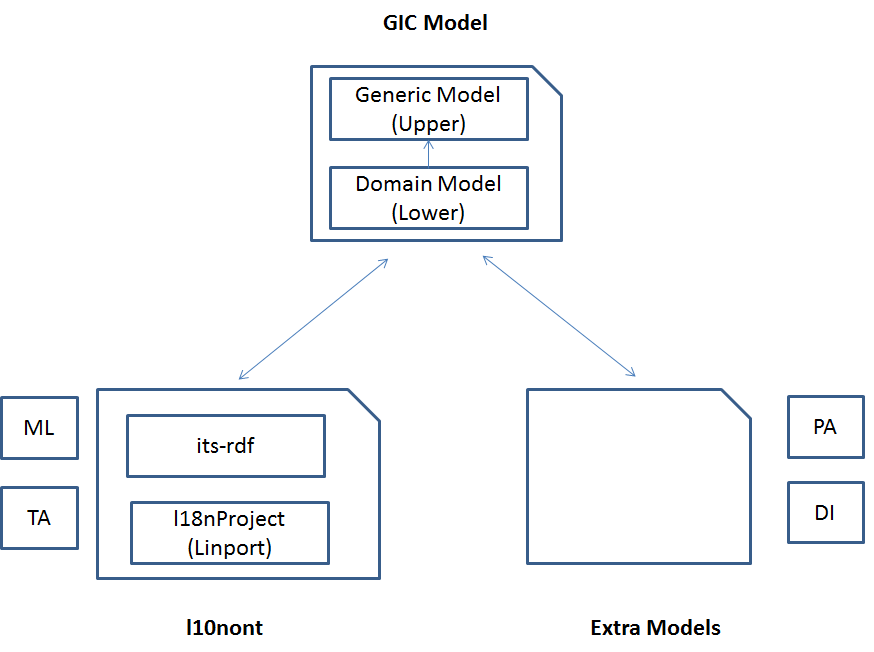 GIC Model
Generic Model
(Upper)
Domain Model
(Lower)
ML
its-rdf
TA
l18nProject
(Linport)
PA
DI
l10nont
Extra Models